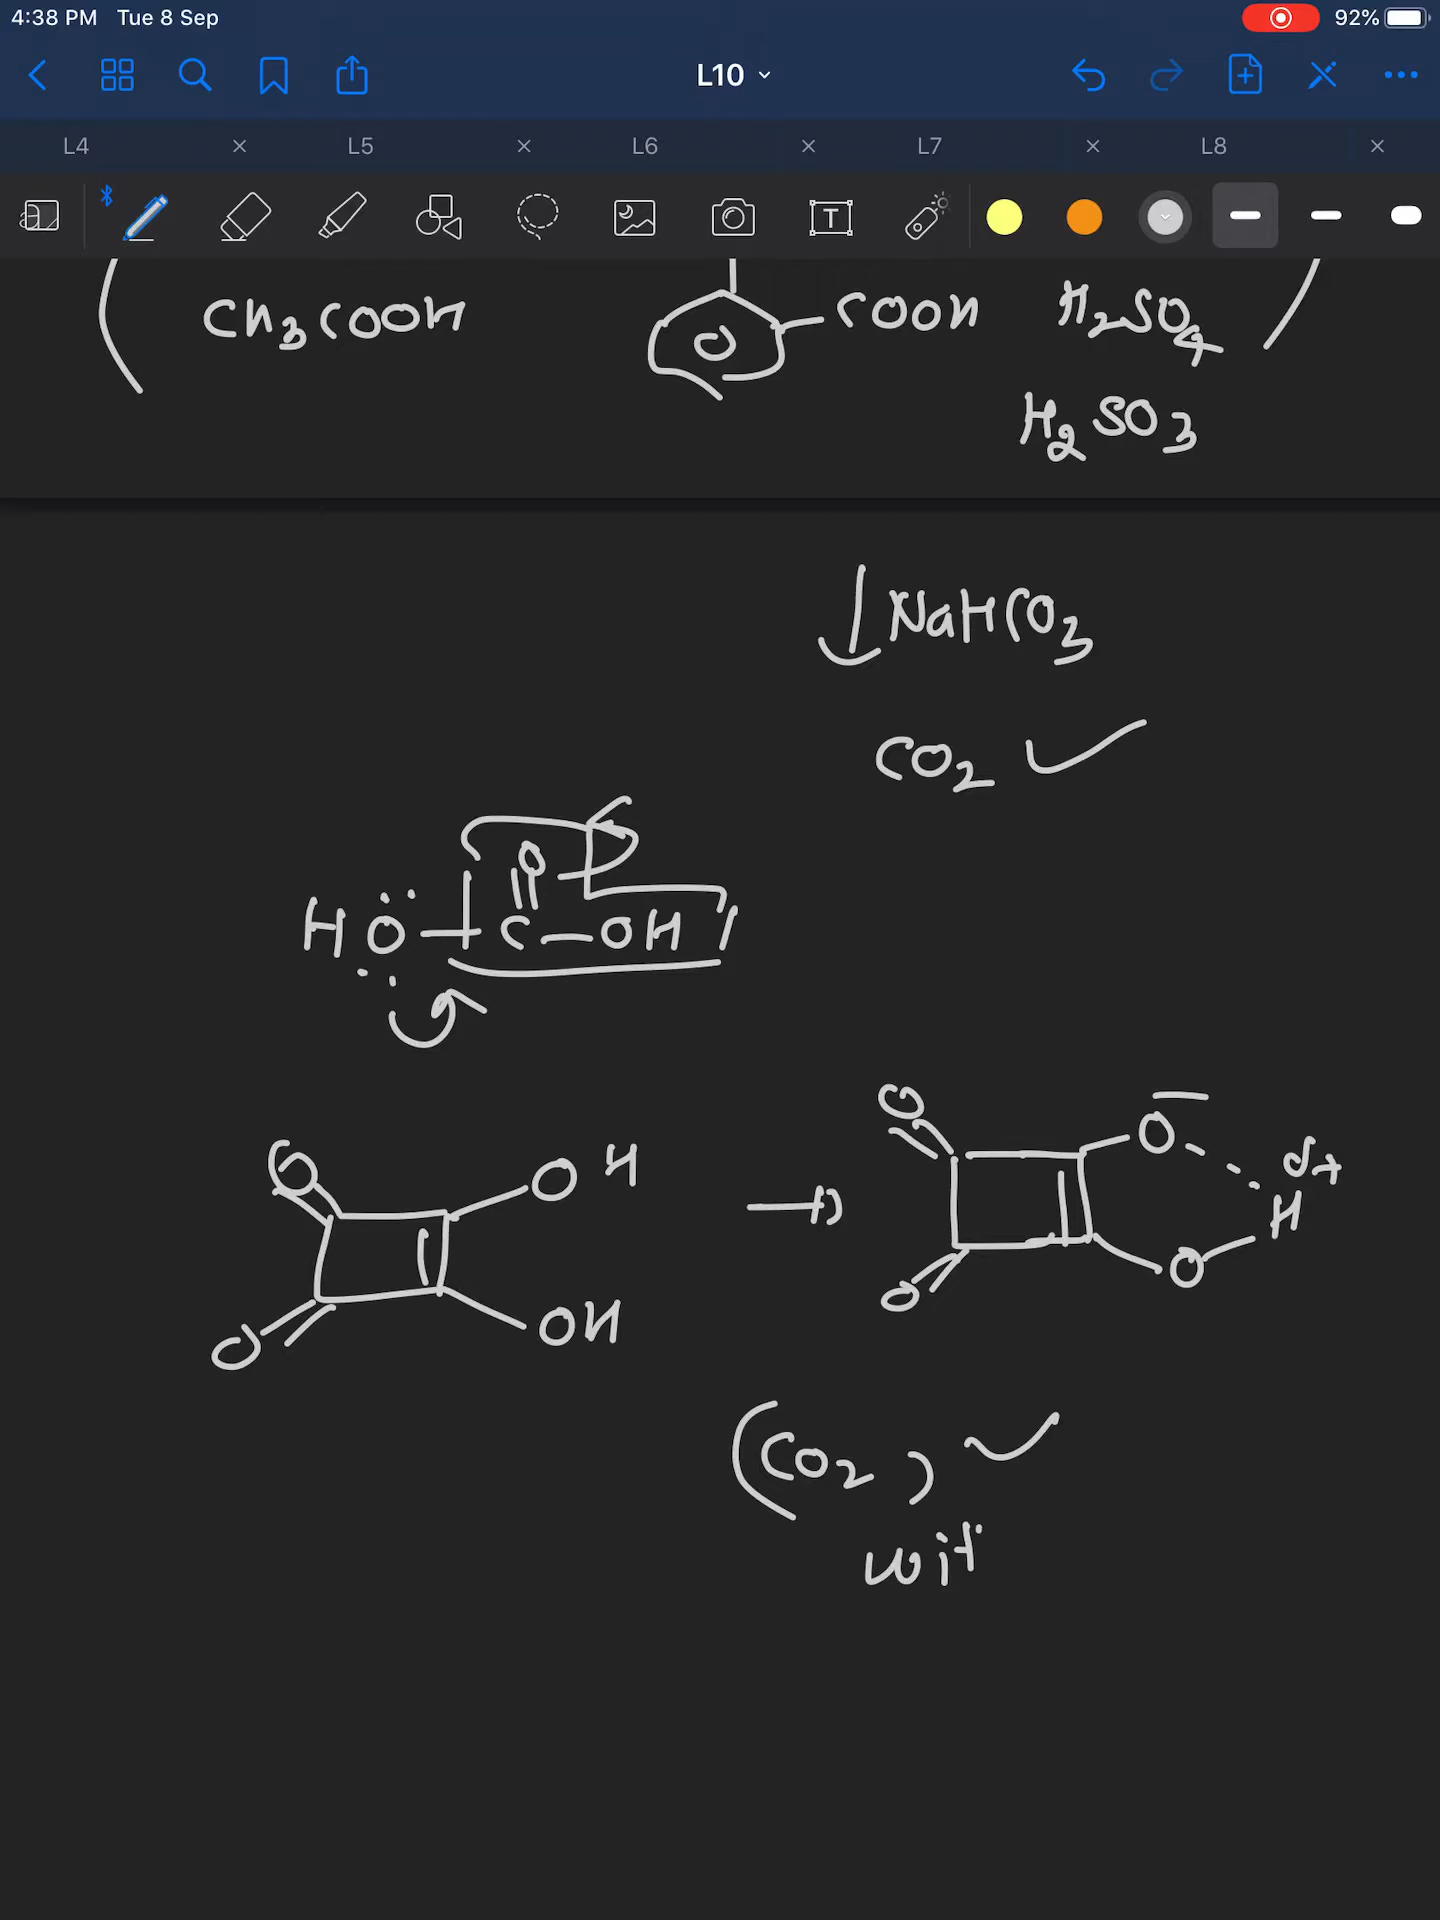 4:38 PM Tue 8 Sep 92%
L10
L4 × L5 × L6 × L7 × L8 ×
a T
CH3COOH COOH H2SO4
H2SO3
NaHCO3
CO2
O
HO C-OH
O OH O O⁻ δ+
H
O OH O O
(CO2)
wit